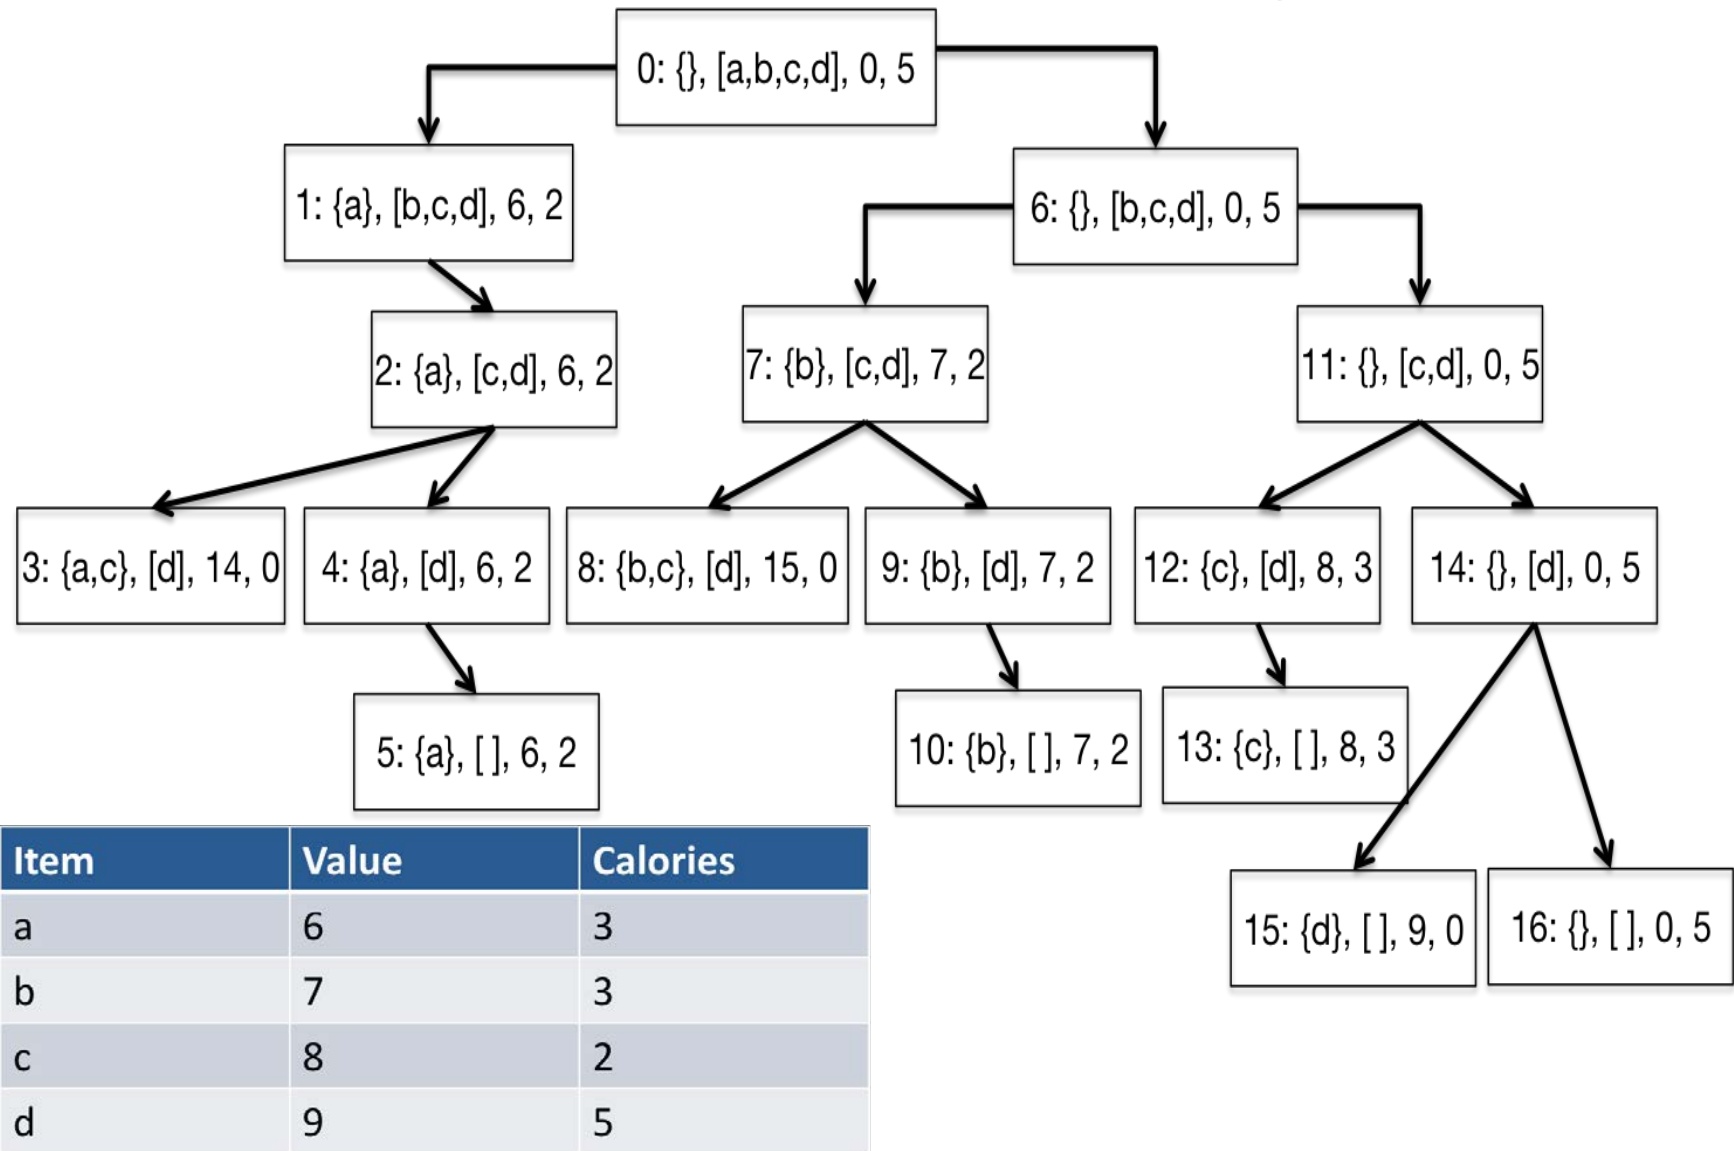 0: {}, [a,b,c,d], 0, 5
1: {a}, [b,c,d], 6, 2
6: {}, [b,c,d], 0, 5
2: {a}, [c,d], 6, 2
7: {b}, [c,d], 7, 2
11: {}, [c,d], 0, 5
3: {a,c}, [d], 14, 0
4: {a}, [d], 6, 2
8: {b,c}, [d], 15, 0
9: {b}, [d], 7, 2
12: {c}, [d], 8, 3
14: {}, [d], 0, 5
5: {a}, [ ], 6, 2
10: {b}, [ ], 7, 2
13: {c}, [ ], 8, 3
15: {d}, [ ], 9, 0
16: {}, [ ], 0, 5
Item Value Calories
a 6 3
b 7 3
c 8 2
d 9 5